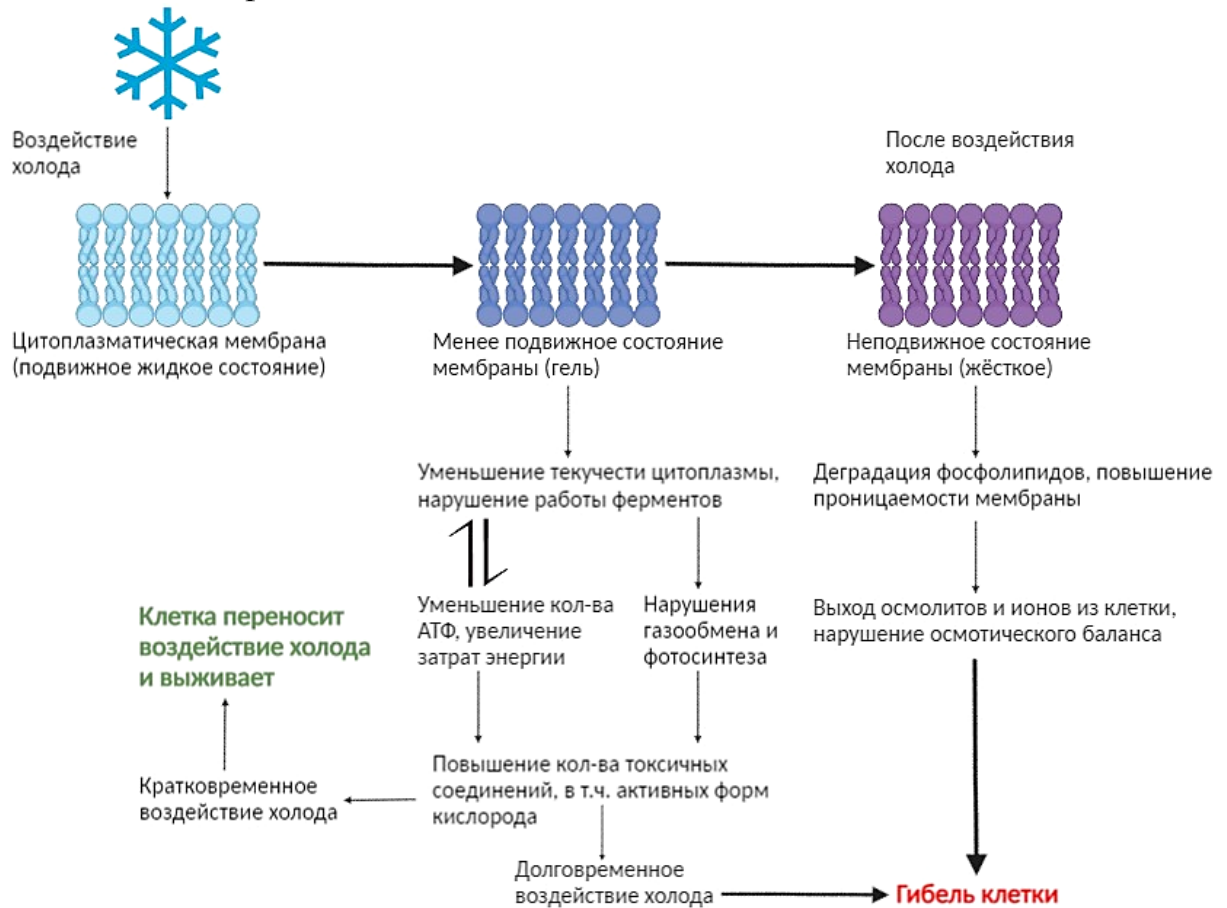 Воздействие
холода
После воздействия
холода
Цитоплазматическая мембрана
(подвижное жидкое состояние)
Менее подвижное состояние
мембраны (гель)
Неподвижное состояние
мембраны (жёсткое)
Уменьшение текучести цитоплазмы,
нарушение работы ферментов
Деградация фосфолипидов, повышение
проницаемости мембраны
Клетка переносит
воздействие холода
и выживает
Уменьшение кол-ва
АТФ, увеличение
затрат энергии
Нарушения
газообмена и
фотосинтеза
Выход осмолитов и ионов из клетки,
нарушение осмотического баланса
Кратковременное
воздействие холода
Повышение кол-ва токсичных
соединений, в т.ч. активных форм
кислорода
Долговременное
воздействие холода
Гибель клетки